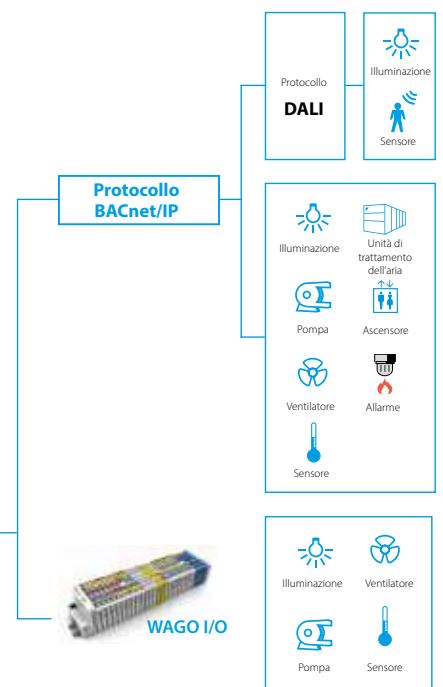 Protocollo
DALI
Illuminazione
Sensore
Protocollo
BACnet/IP
Illuminazione
Unità di
trattamento
dell'aria
Pompa
Ascensore
Ventilatore
Allarme
Sensore
WAGO I/O
Illuminazione
Ventilatore
Pompa
Sensore